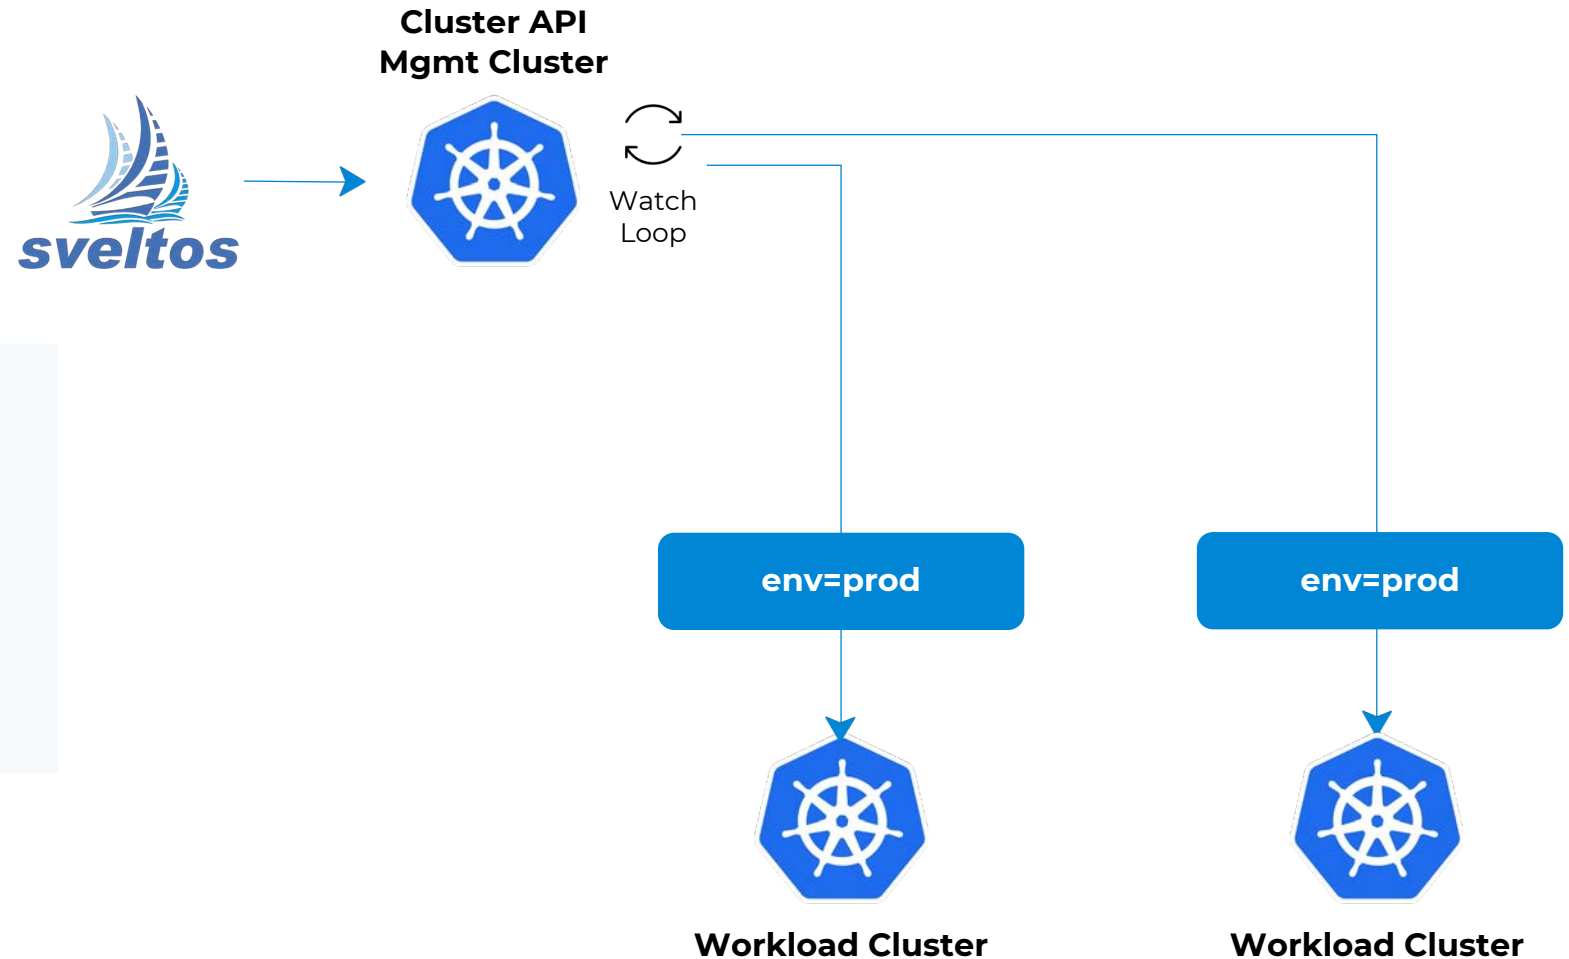 Cluster API
Mgmt Cluster
sveltos
Watch
Loop
env=prod
env=prod
Workload Cluster
Workload Cluster